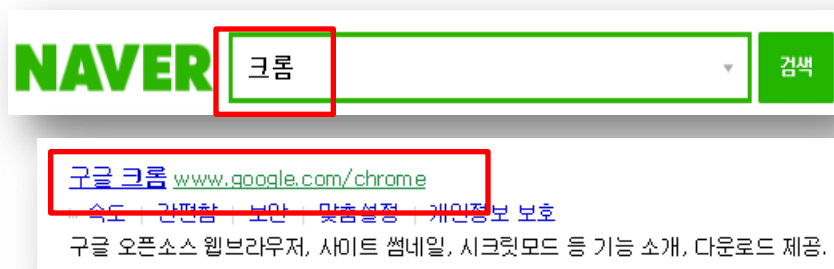 NAVER 크롬 검색
구글 크롬 www.google.com/chrome
속도 | 간편함 | 보안 | 맞춤설정 | 개인정보 보호
구글 오픈소스 웹브라우저, 사이트 썸네일, 시크릿모드 등 기능 소개, 다운로드 제공.